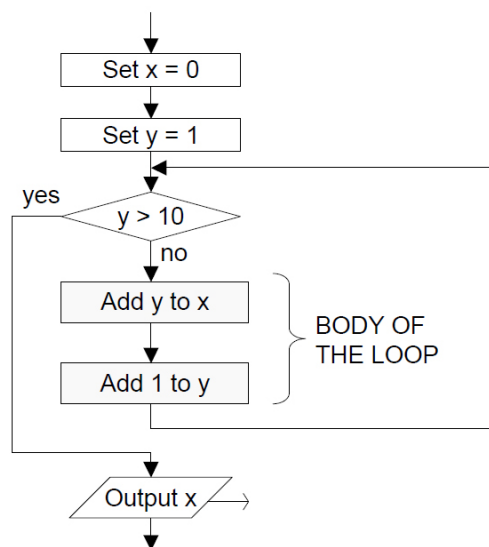 Set x = 0
Set y = 1
yes
y > 10
no
Add y to x
BODY OF
THE LOOP
Add 1 to y
Output x